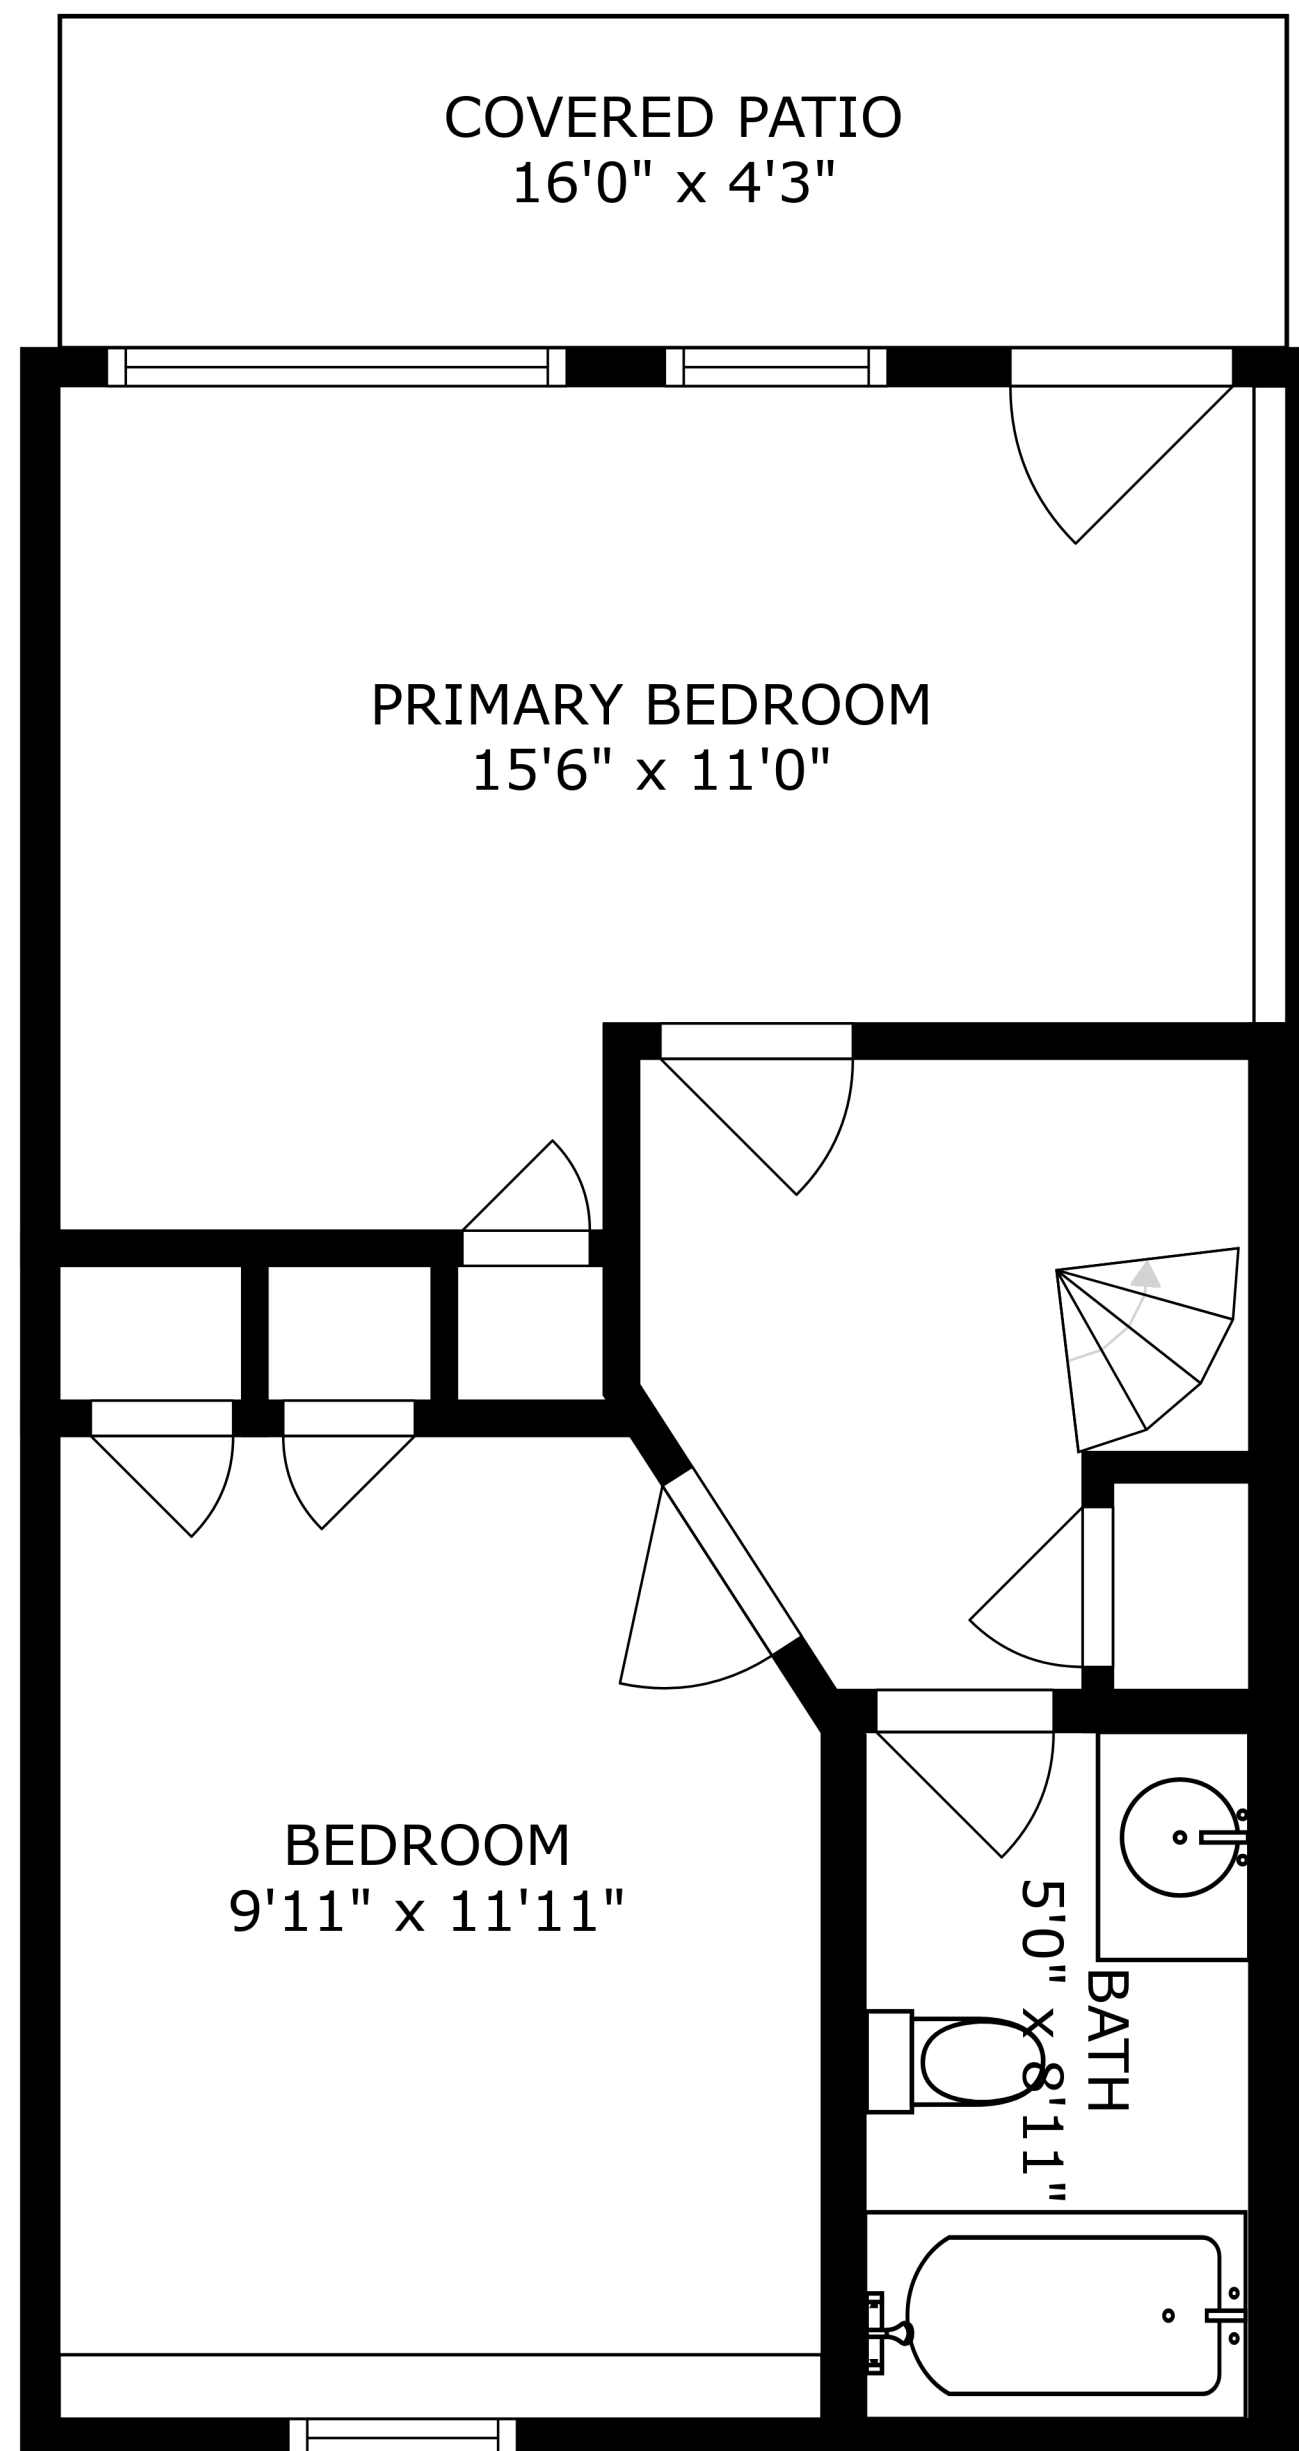 COVERED PATIO
16'0" x 4'3"
PRIMARY BEDROOM
15'6" x 11'0"
BEDROOM
9'11" x 11'11"
BATH
5'0" x 8'11"